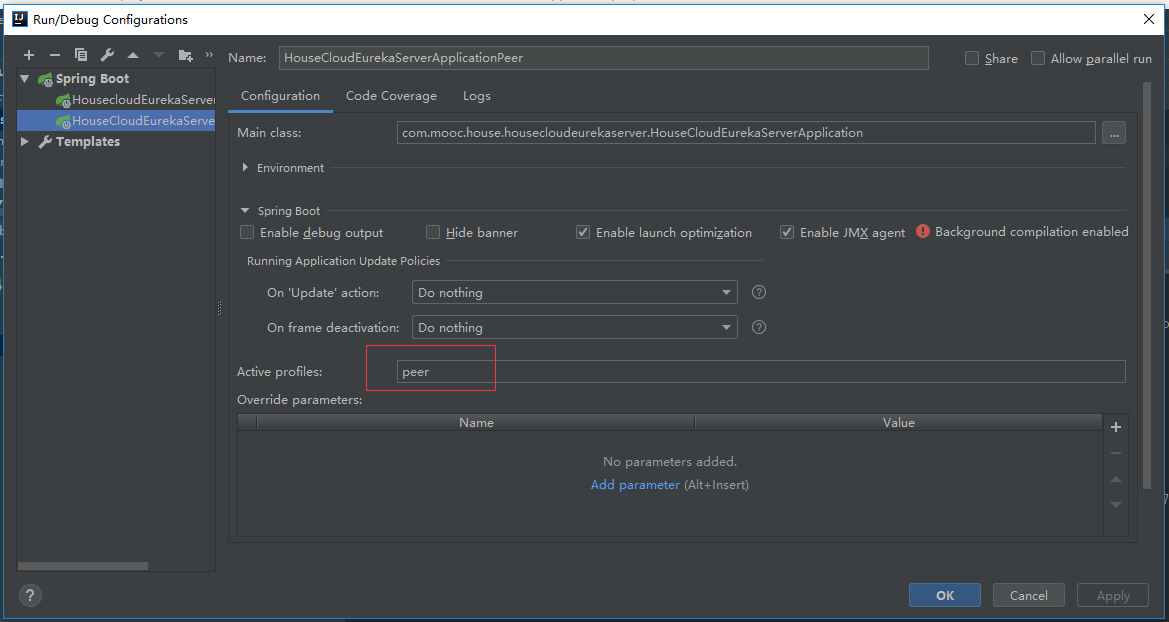 Run/Debug Configurations
Name: HouseCloudEurekaServerApplicationPeer Share Allow parallel run
Spring Boot
HousecloudEurekaServer
HouseCloudEurekaServe
Templates
Configuration Code Coverage Logs
Main class: com.mooc.house.housecloudeurekaserver.HouseCloudEurekaServerApplication ...
Environment
Spring Boot
Enable debug output Hide banner Enable launch optimization Enable JMX agent Background compilation enabled
Running Application Update Policies
On 'Update' action: Do nothing ?
On frame deactivation: Do nothing ?
Active profiles: peer
Override parameters:
Name Value
No parameters added.
Add parameter (Alt+Insert)
? OK Cancel Apply